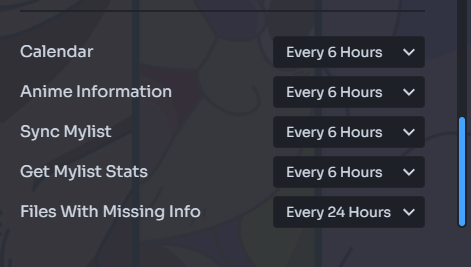 Calendar Every 6 Hours
Anime Information Every 6 Hours
Sync Mylist Every 6 Hours
Get Mylist Stats Every 6 Hours
Files With Missing Info Every 24 Hours